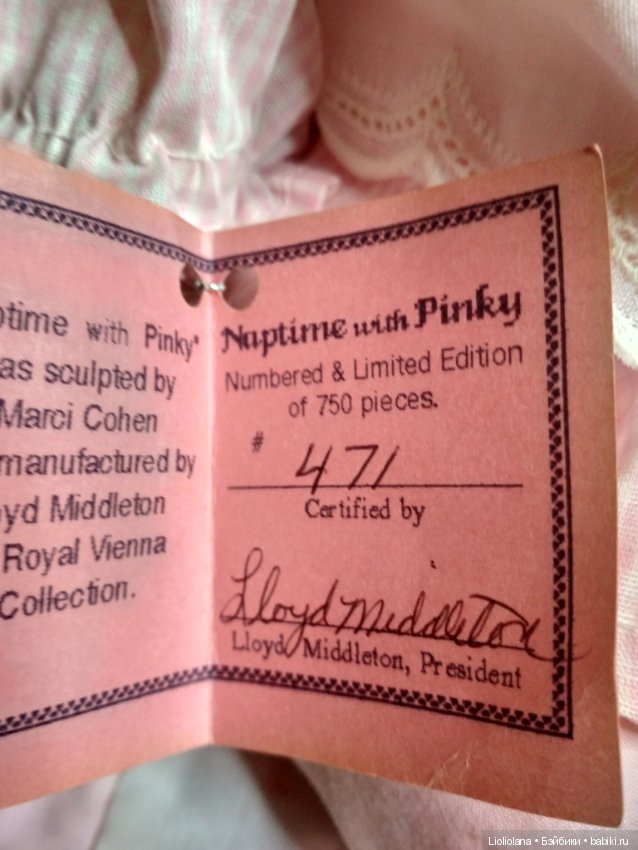 ptime with Pinky"
as sculpted by
Marci Cohen
manufactured by
oyd Middleton
Royal Vienna
Collection.
Naptime with Pinky
Numbered & Limited Edition
of 750 pieces.
# 471
Certified by
Lloyd Middleton
Lloyd Middleton, President
Lioliolana • Бэйбики • babiki.ru